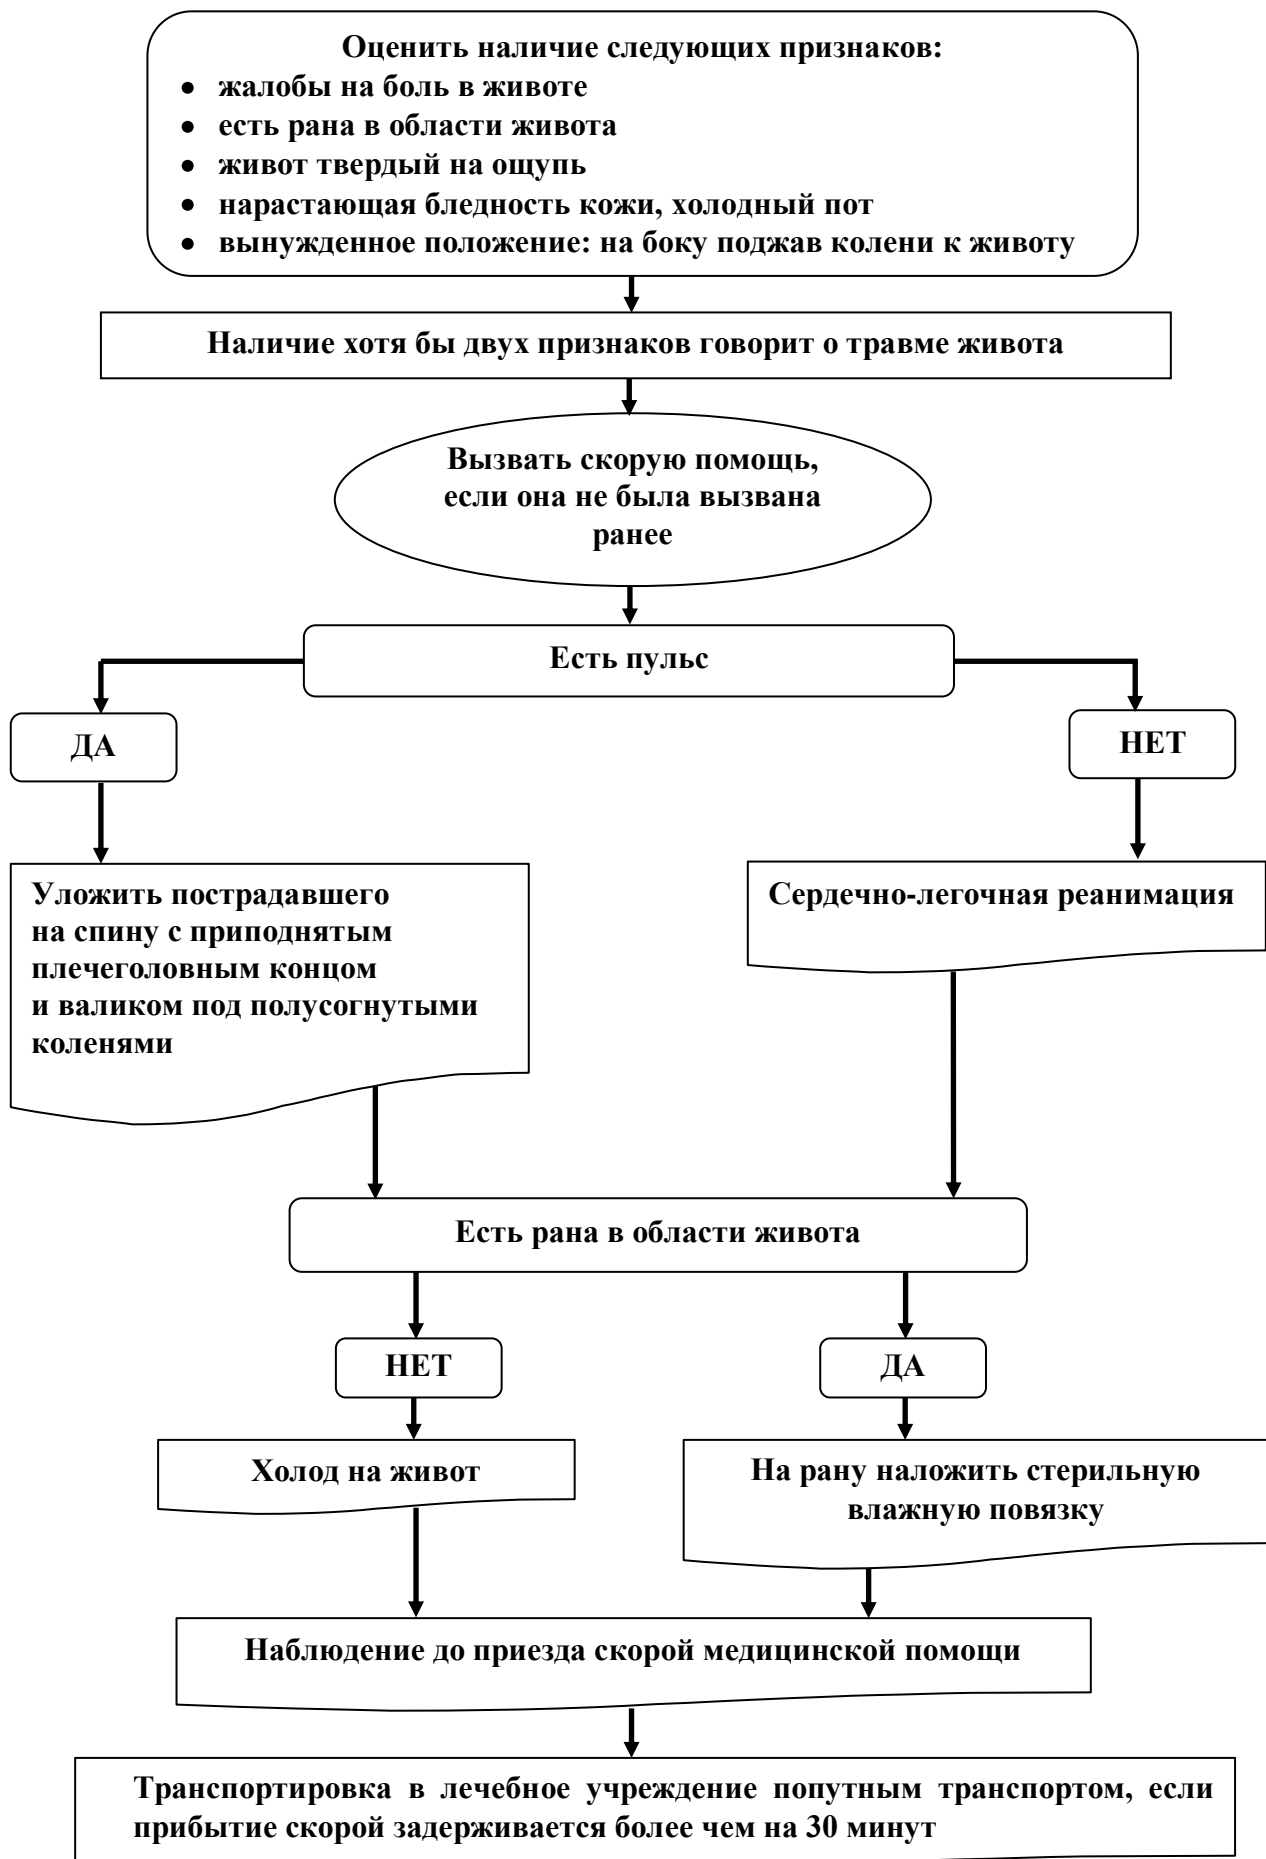 Оценить наличие следующих признаков:
• жалобы на боль в животе
• есть рана в области живота
• живот твердый на ощупь
• нарастающая бледность кожи, холодный пот
• вынужденное положение: на боку поджав колени к животу
Наличие хотя бы двух признаков говорит о травме живота
Вызвать скорую помощь,
если она не была вызвана
ранее
Есть пульс
ДА
НЕТ
Уложить пострадавшего
на спину с приподнятым
плечеголовным концом
и валиком под полусогнутыми
коленями
Сердечно-легочная реанимация
Есть рана в области живота
НЕТ
ДА
Холод на живот
На рану наложить стерильную
влажную повязку
Наблюдение до приезда скорой медицинской помощи
Транспортировка в лечебное учреждение попутным транспортом, если
прибытие скорой задерживается более чем на 30 минут